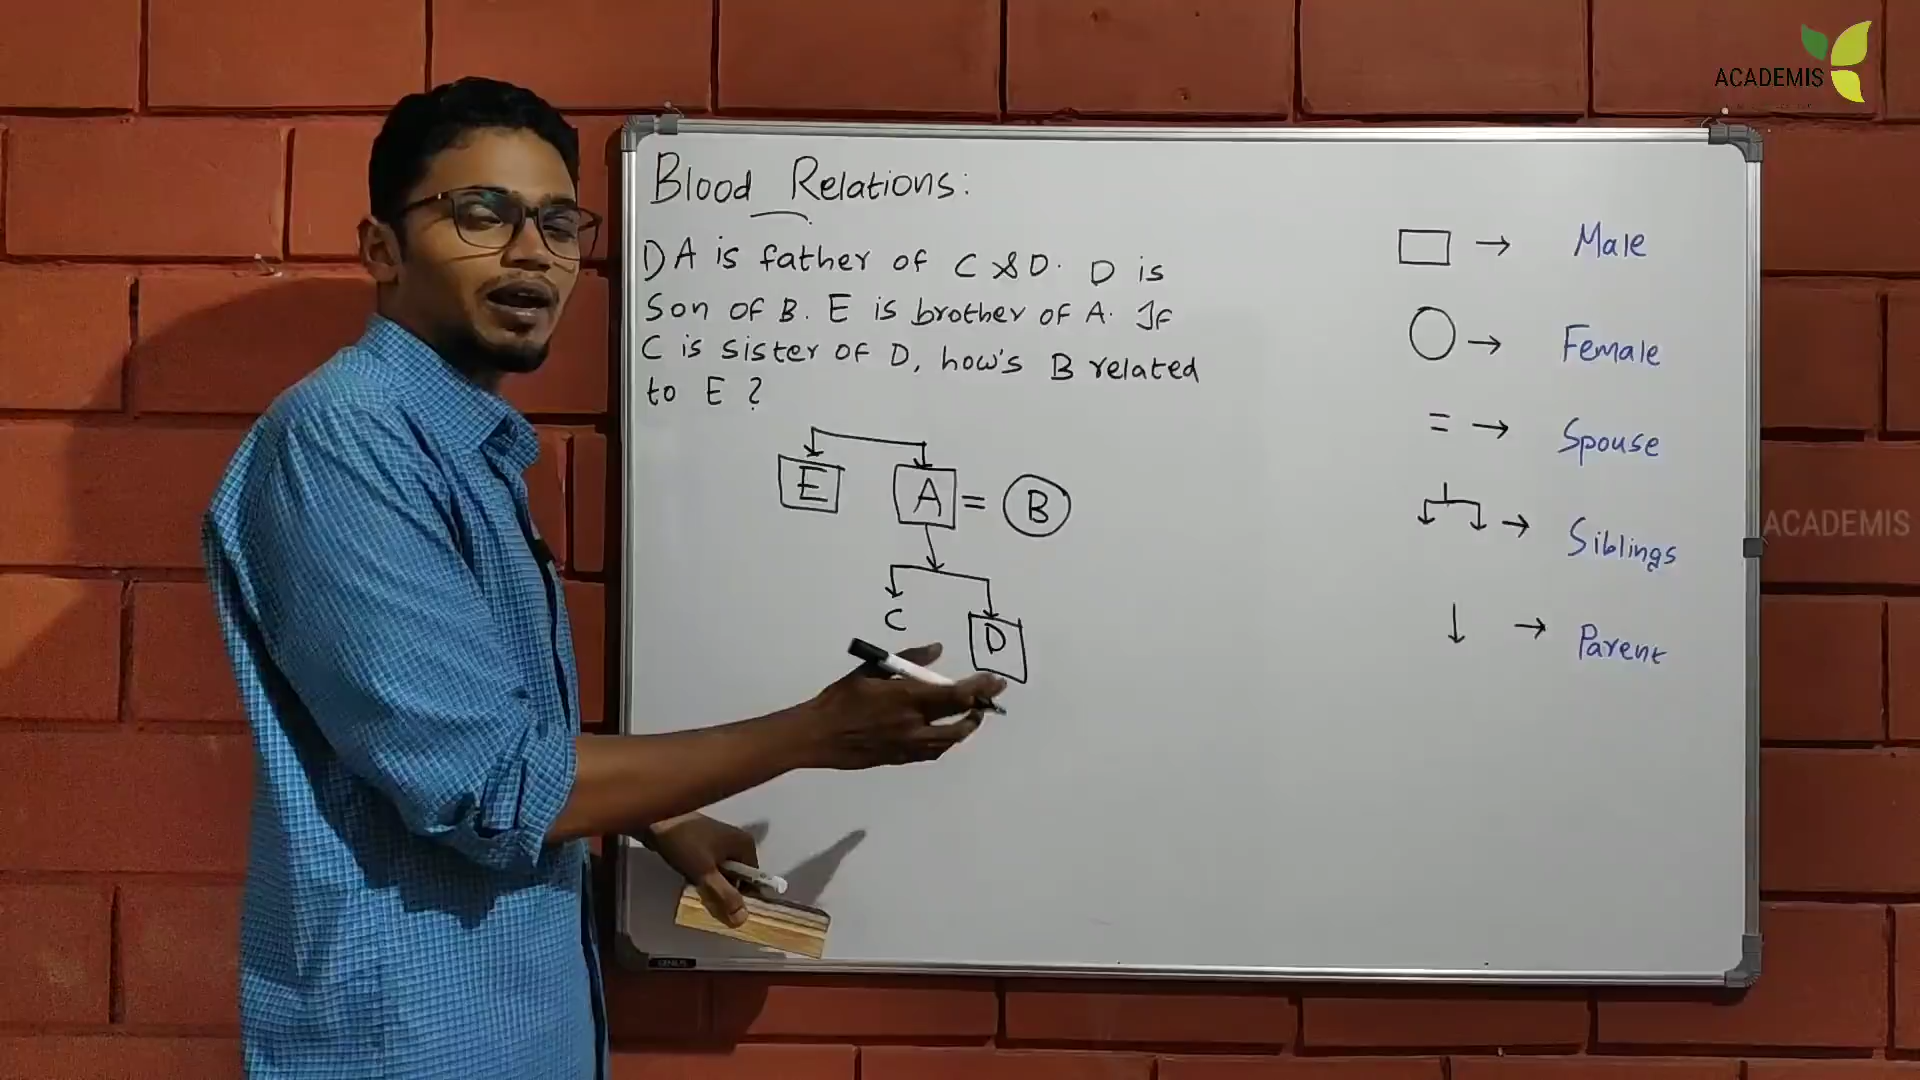 ACADEMIS
Blood Relations:
1) A is father of C & D. D is
Son of B. E is brother of A. If
C is sister of D, how's B related
to E ?
E A = B
C D
→ Male
→ Female
= → Spouse
→ Siblings
↓ → Parent
ACADEMIS